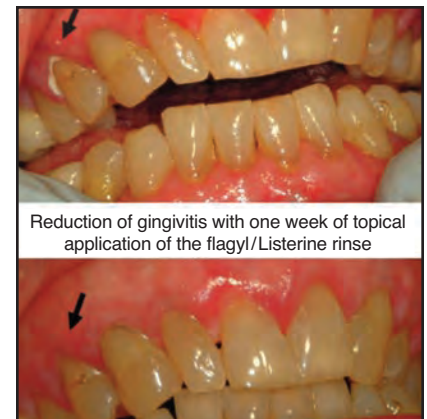 Reduction of gingivitis with one week of topical
application of the flagyl/Listerine rinse